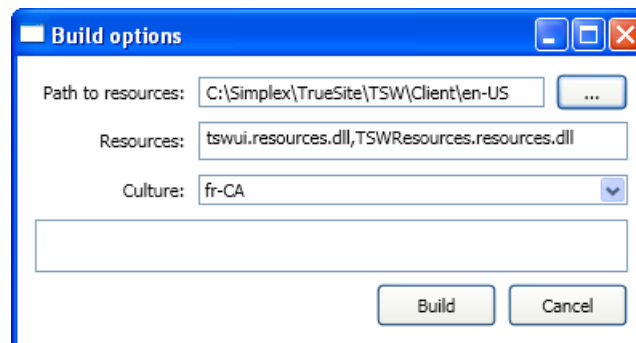 Build options
Path to resources: C:\Simplex\TrueSite\TSW\Client\en-US ...
Resources: tswui.resources.dll,TSWResources.resources.dll
Culture: fr-CA
Build Cancel